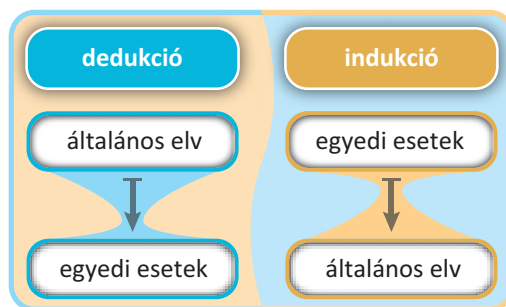 dedukció
általános elv
egyedi esetek
indukció
egyedi esetek
általános elv